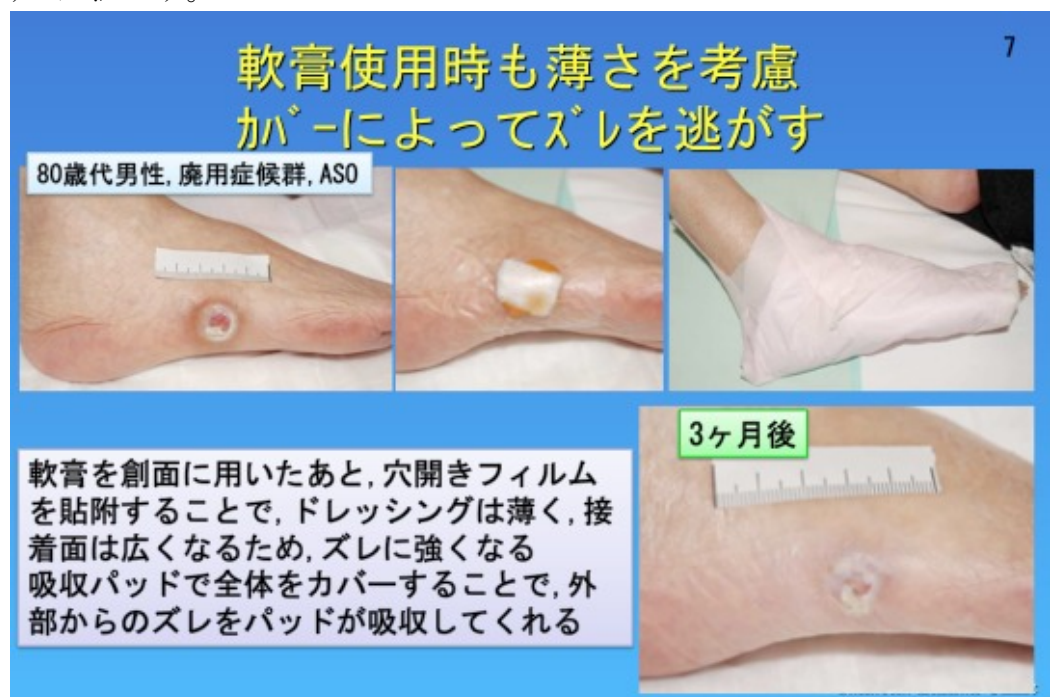 7
軟膏使用時も薄さを考慮
ｶﾊﾞｰによってｽﾞﾚを逃がす
80歳代男性,廃用症候群,ASO
3ヶ月後
軟膏を創面に用いたあと,穴開きフィルム
を貼附することで,ドレッシングは薄く,接
着面は広くなるため,ズレに強くなる
吸収パッドで全体をカバーすることで,外
部からのズレをパッドが吸収してくれる